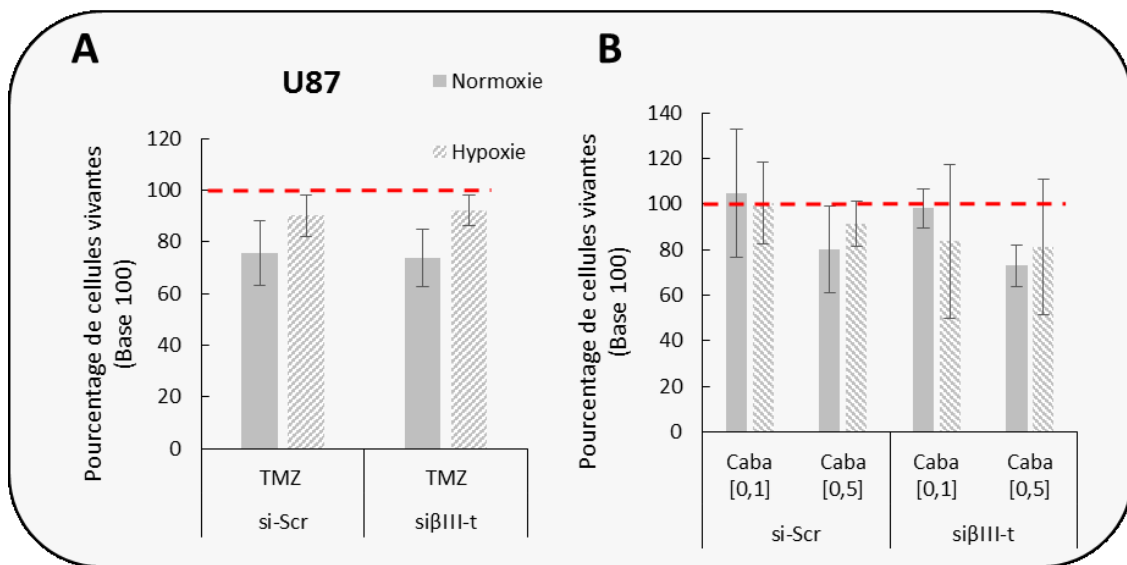 A
U87
Normoxie
Hypoxie
Pourcentage de cellules vivantes
(Base 100)
120
100
80
60
40
20
0
TMZ
TMZ
si-Scr
siβIII-t
B
Pourcentage de cellules vivantes
(Base 100)
140
120
100
80
60
40
20
0
Caba
[0,1]
Caba
[0,5]
Caba
[0,1]
Caba
[0,5]
si-Scr
siβIII-t